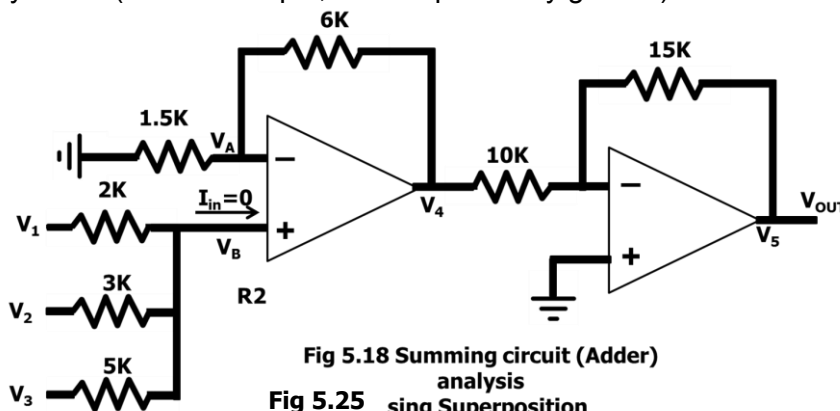 6K
15K
1.5K
V_A
10K
2K
I_in=0
V_1
V_B
V_4
V_OUT
V_5
3K
R2
V_2
5K
Fig 5.18 Summing circuit (Adder)
analysis
V_3
Fig 5.25 sing Superposition